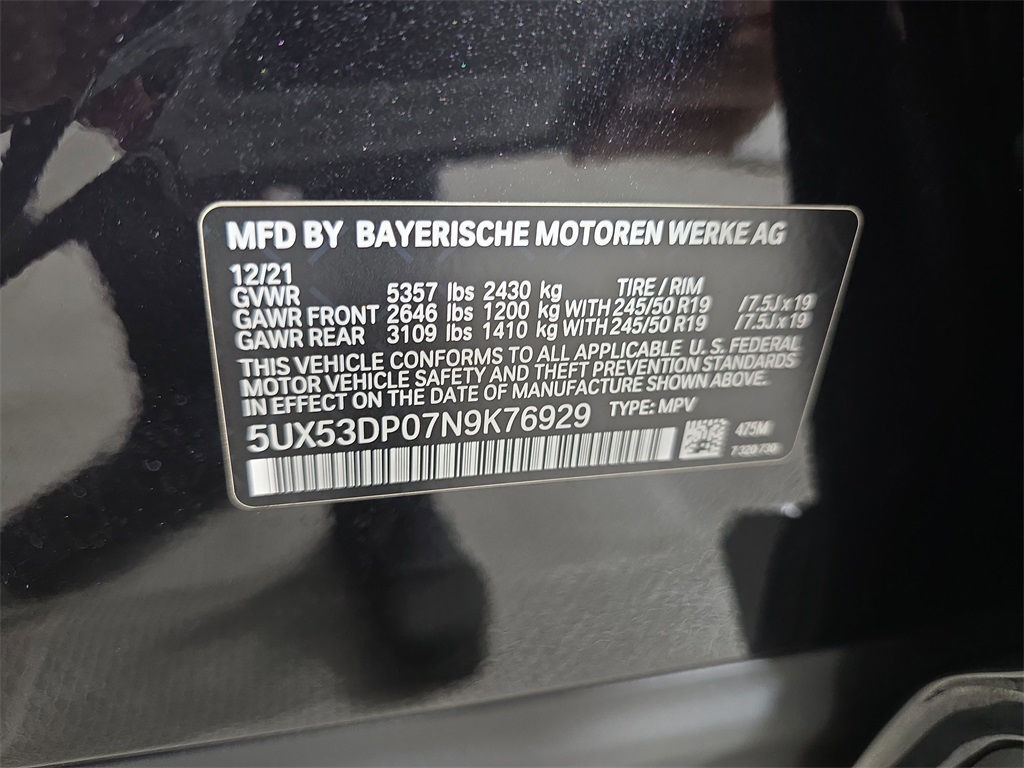 MFD BY BAYERISCHE MOTOREN WERKE AG
12/21
GVWR 5357 lbs 2430 kg TIRE / RIM
GAWR FRONT 2646 lbs 1200 kg WITH 245/50 R19 /7.5J x 19
GAWR REAR 3109 lbs 1410 kg WITH 245/50 R19 /7.5J x 19
THIS VEHICLE CONFORMS TO ALL APPLICABLE U. S. FEDERAL
MOTOR VEHICLE SAFETY AND THEFT PREVENTION STANDARDS
IN EFFECT ON THE DATE OF MANUFACTURE SHOWN ABOVE.
5UX53DP07N9K76929 TYPE: MPV
475M